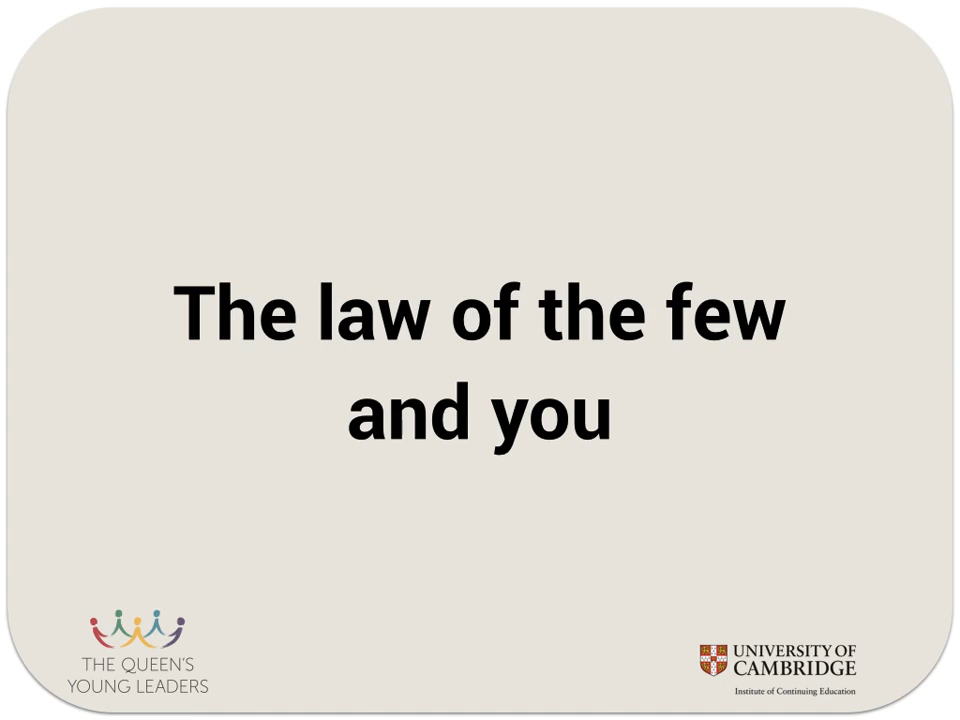 The law of the few
and you
THE QUEEN'S
YOUNG LEADERS
UNIVERSITY OF
CAMBRIDGE
Institute of Continuing Education